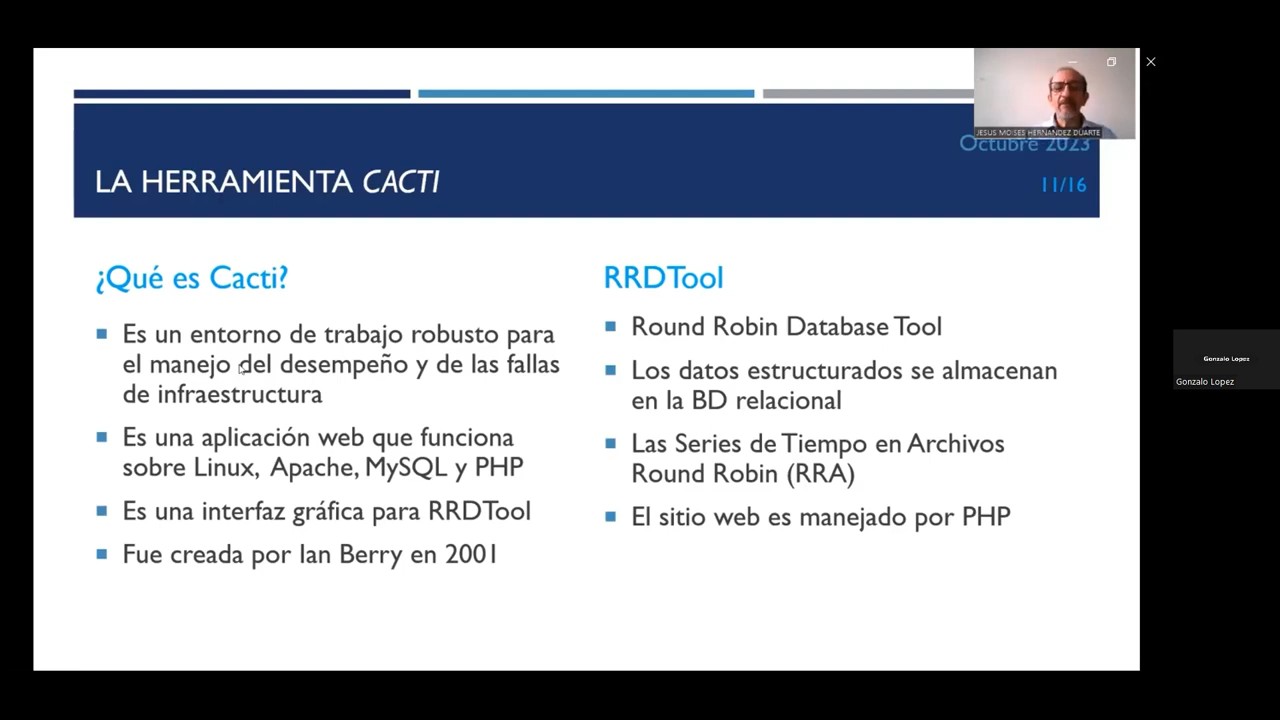 JESUS MOISES HERNANDEZ DUARTE
Octubre 2023
LA HERRAMIENTA CACTI
11/16
¿Qué es Cacti?
Es un entorno de trabajo robusto para
el manejo del desempeño y de las fallas
de infraestructura
Es una aplicación web que funciona
sobre Linux, Apache, MySQL y PHP
Es una interfaz gráfica para RRDTool
Fue creada por Ian Berry en 2001
RRDTool
Round Robin Database Tool
Los datos estructurados se almacenan
en la BD relacional
Las Series de Tiempo en Archivos
Round Robin (RRA)
El sitio web es manejado por PHP
Gonzalo Lopez
Gonzalo Lopez